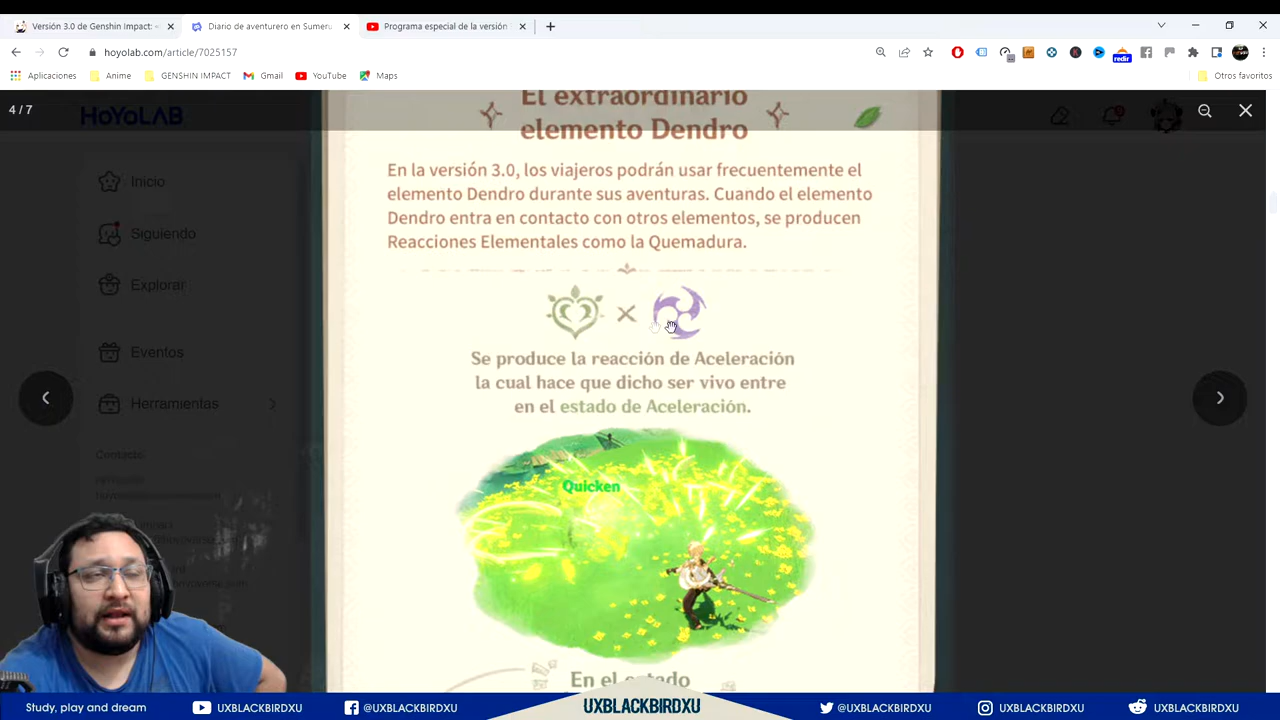 Versión 3.0 de Genshin Impact:
Diario de aventurero en Sumeru
Programa especial de la versión
hoyolab.com/article/7025157
Aplicaciones
Anime
GENSHIN IMPACT
Gmail
YouTube
Maps
Otros favoritos
4 / 7
HoYoLAB
Inicio
Siguiendo
Explorar
Eventos
Herramientas
El extraordinario
elemento Dendro
En la versión 3.0, los viajeros podrán usar frecuentemente el
elemento Dendro durante sus aventuras. Cuando el elemento
Dendro entra en contacto con otros elementos, se producen
Reacciones Elementales como la Quemadura.
Se produce la reacción de Aceleración
la cual hace que dicho ser vivo entre
en el estado de Aceleración.
Quicken
En el estado
Study, play and dream
UXBLACKBIRDXU
@UXBLACKBIRDXU
UXBLACKBIRDXU
@UXBLACKBIRDXU
UXBLACKBIRDXU
UXBLACKBIRDXU